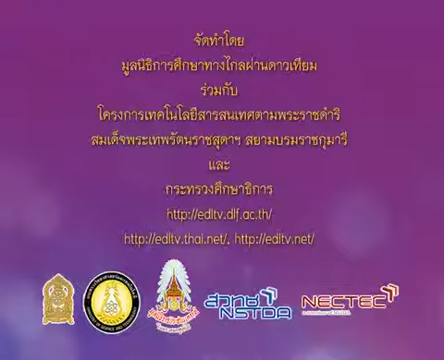 จัดทำโดย
มูลนิธิการศึกษาทางไกลผ่านดาวเทียม
ร่วมกับ
โครงการเทคโนโลยีสารสนเทศตามพระราชดำริ
สมเด็จพระเทพรัตนราชสุดาฯ สยามบรมราชกุมารี
และ
กระทรวงศึกษาธิการ
http://edltv.dlf.ac.th/
http://edltv.thai.net/, http://edltv.net/
สวทช
NSTDA
NECTEC